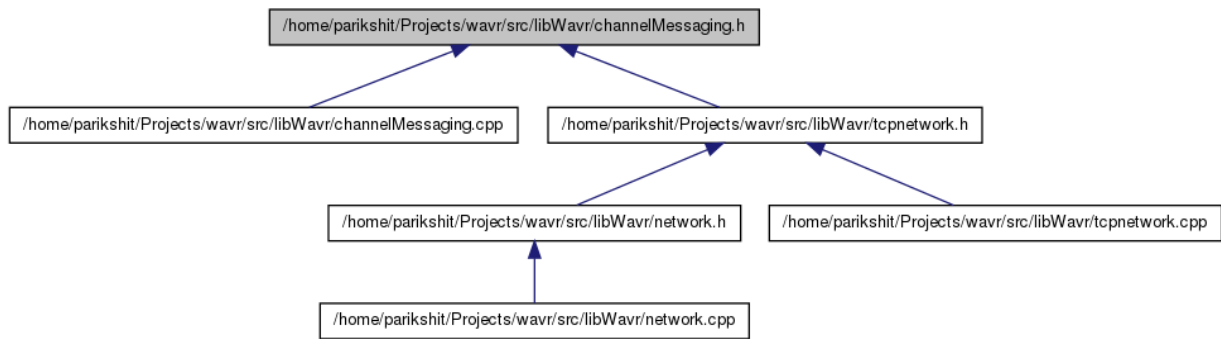 /home/parikshit/Projects/wavr/src/libWavr/channelMessaging.h
/home/parikshit/Projects/wavr/src/libWavr/channelMessaging.cpp
/home/parikshit/Projects/wavr/src/libWavr/tcpnetwork.h
/home/parikshit/Projects/wavr/src/libWavr/network.h
/home/parikshit/Projects/wavr/src/libWavr/tcpnetwork.cpp
/home/parikshit/Projects/wavr/src/libWavr/network.cpp